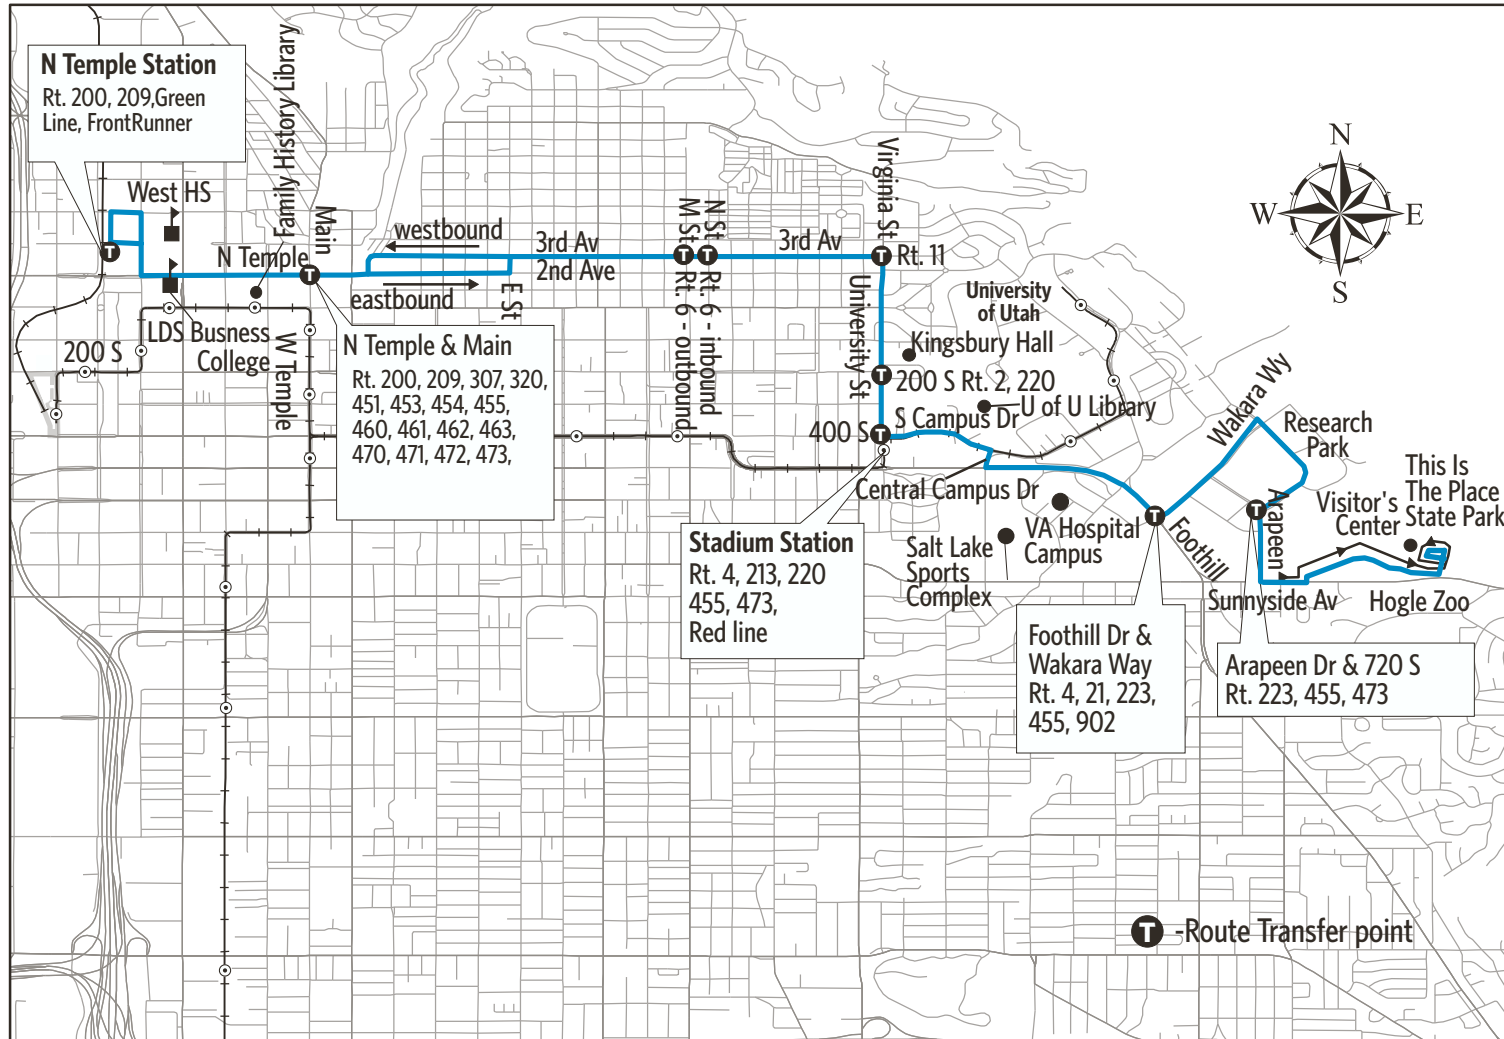 N Temple Station
Rt. 200, 209,Green
Line, FrontRunner
West HS
Family History Library
Main
N Temple
westbound
eastbound
3rd Av
2nd Ave
E St
M St
Rt. 6 - outbound
N St
Rt. 6 - inbound
3rd Av
Virginia St
Rt. 11
University St
N
W
E
S
LDS Busness
College
200 S
W Temple
N Temple & Main
Rt. 200, 209, 307, 320,
451, 453, 454, 455,
460, 461, 462, 463,
470, 471, 472, 473,
University
of Utah
Kingsbury Hall
200 S Rt. 2, 220
U of U Library
S Campus Dr
400 S
Central Campus Dr
Wakara Wy
Research
Park
This Is
The Place
State Park
Visitor's
Center
Arapeen
Foothill
VA Hospital
Campus
Salt Lake
Sports
Complex
Sunnyside Av
Hogle Zoo
Stadium Station
Rt. 4, 213, 220
455, 473,
Red line
Foothill Dr &
Wakara Way
Rt. 4, 21, 223,
455, 902
Arapeen Dr & 720 S
Rt. 223, 455, 473
T -Route Transfer point